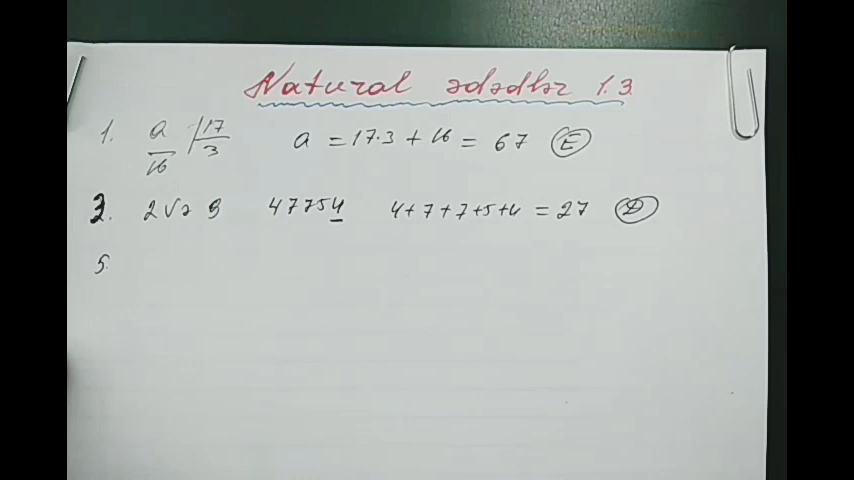 Natural ədədlər 1.3
1. a | 17 a = 17·3 + 16 = 67 (E)
16 3
3. 2 və 9 47754 4+7+7+5+4 = 27 (D)
5.